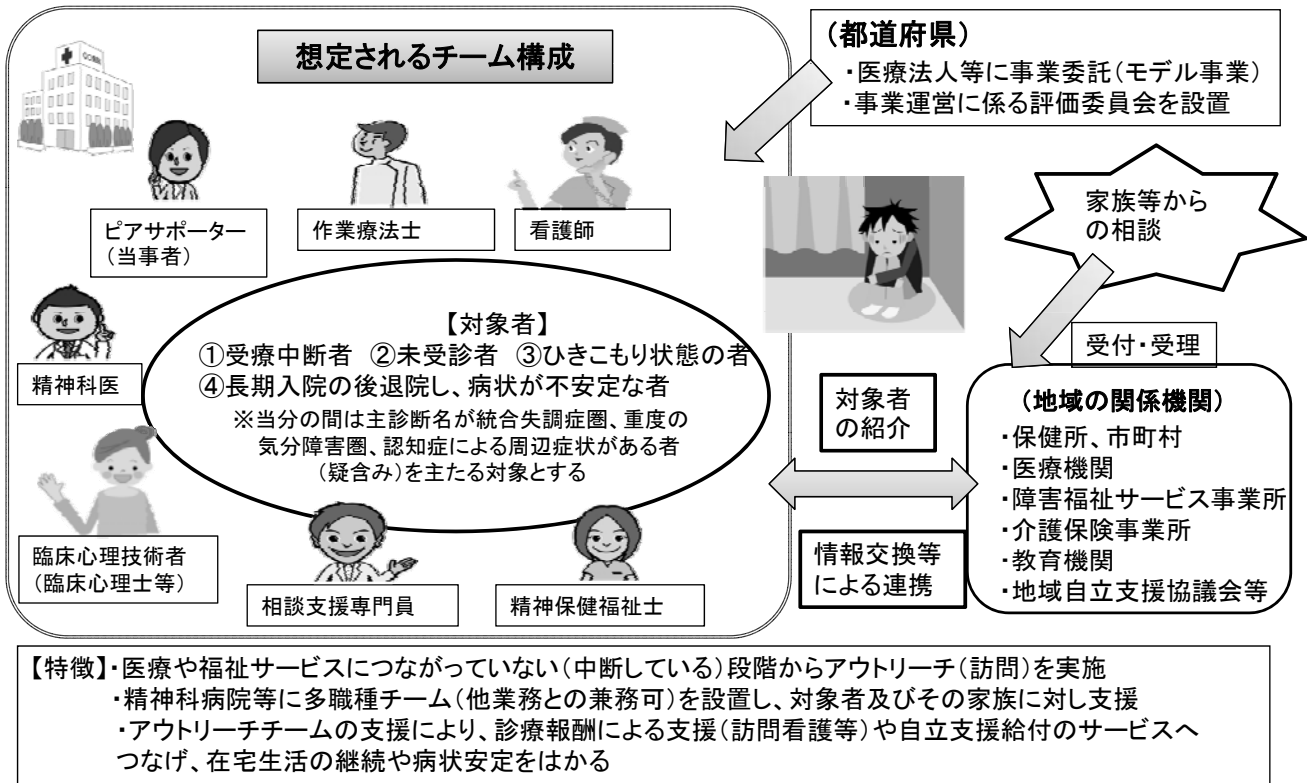 想定されるチーム構成
(都道府県)
・医療法人等に事業委託(モデル事業)
・事業運営に係る評価委員会を設置
ピアサポーター
(当事者)
作業療法士
看護師
家族等から
の相談
【対象者】
①受療中断者 ②未受診者 ③ひきこもり状態の者
④長期入院の後退院し、病状が不安定な者
※当分の間は主診断名が統合失調症圏、重度の
気分障害圏、認知症による周辺症状がある者
(疑含み)を主たる対象とする
精神科医
臨床心理技術者
(臨床心理士等)
相談支援専門員
精神保健福祉士
対象者
の紹介
情報交換等
による連携
受付・受理
(地域の関係機関)
・保健所、市町村
・医療機関
・障害福祉サービス事業所
・介護保険事業所
・教育機関
・地域自立支援協議会等
【特徴】・医療や福祉サービスにつながっていない(中断している)段階からアウトリーチ(訪問)を実施
・精神科病院等に多職種チーム(他業務との兼務可)を設置し、対象者及びその家族に対し支援
・アウトリーチチームの支援により、診療報酬による支援(訪問看護等)や自立支援給付のサービスへ
つなげ、在宅生活の継続や病状安定をはかる